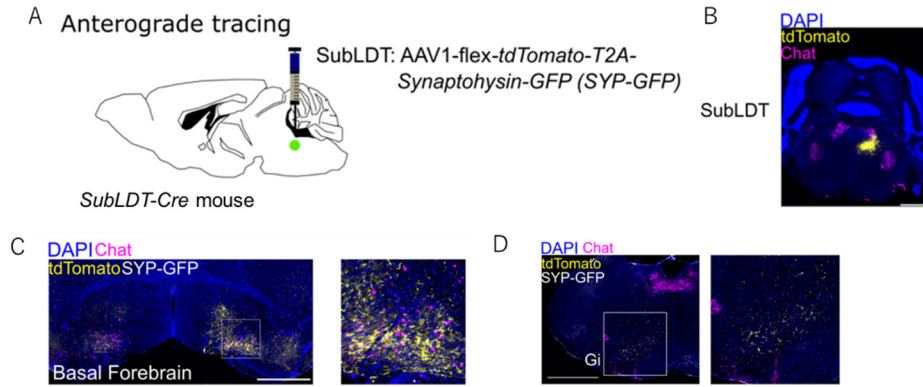 A
Anterograde tracing
SubLDT: AAV1-flex-tdTomato-T2A-
Synaptohysin-GFP (SYP-GFP)
SubLDT-Cre mouse
B
DAPI
tdTomato
Chat
SubLDT
C
DAPI Chat
tdTomato SYP-GFP
Basal Forebrain
D
DAPI Chat
tdTomato
SYP-GFP
Gi